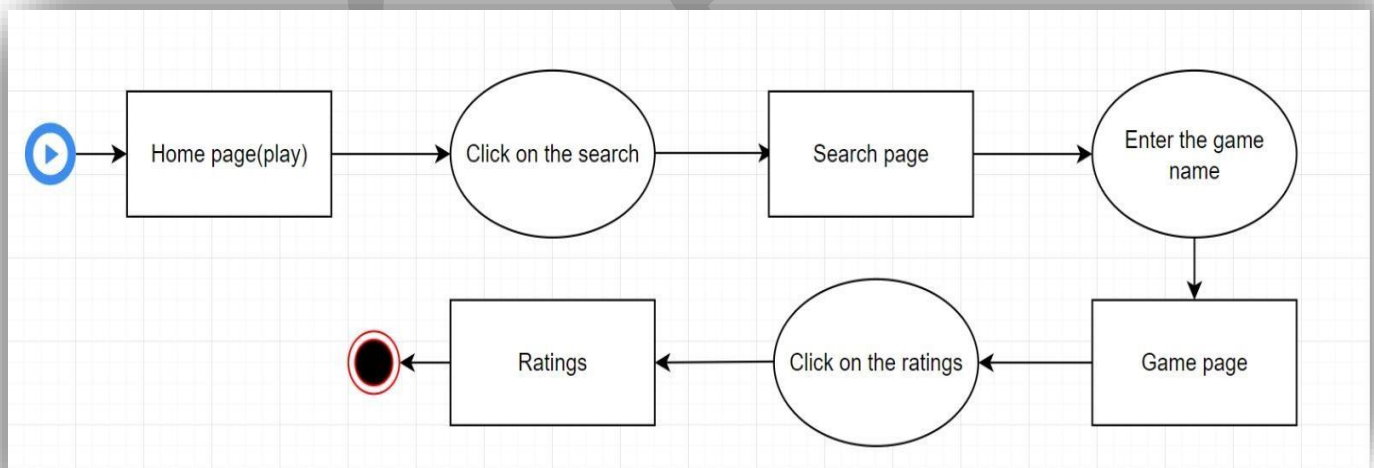 Home page(play)
Click on the search
Search page
Enter the game
name
Game page
Click on the ratings
Ratings